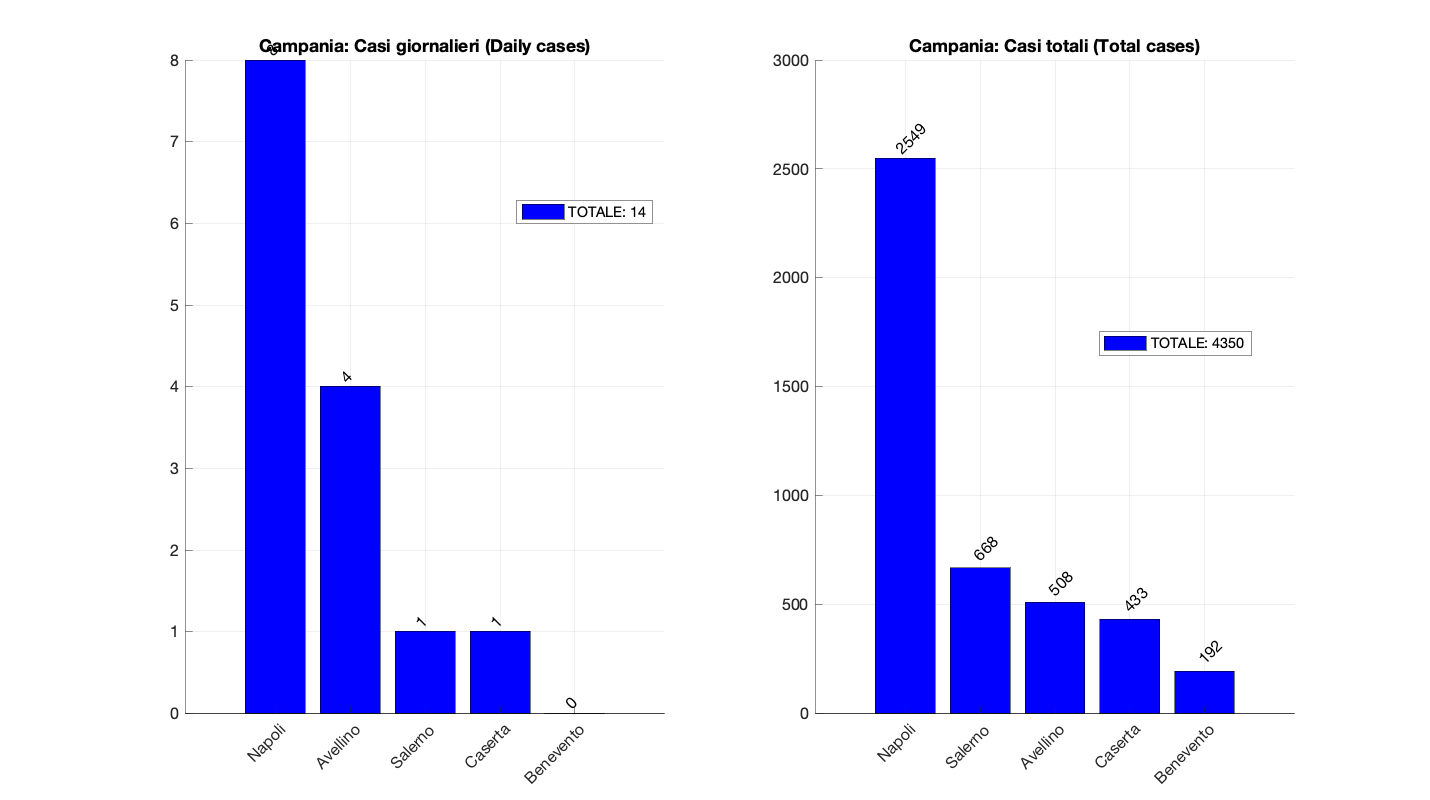 Campania: Casi giornalieri (Daily cases)
8
8
7
6
5
4
3
2
1
0
TOTALE: 14
4
1
1
0
Napoli
Avellino
Salerno
Caserta
Benevento
Campania: Casi totali (Total cases)
3000
2500
2000
1500
1000
500
0
2549
TOTALE: 4350
668
508
433
192
Napoli
Salerno
Avellino
Caserta
Benevento